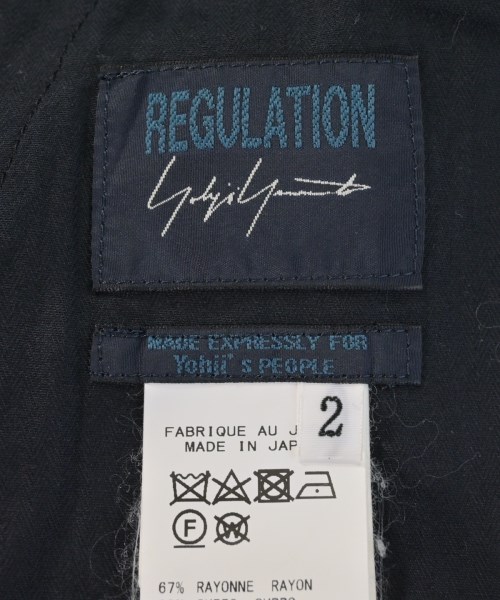 REGULATION
Yohji Yamamoto
MADE EXPRESSLY FOR
Yohji's PEOPLE
2
FABRIQUE AU J
MADE IN JAP
F W
67% RAYONNE RAYON